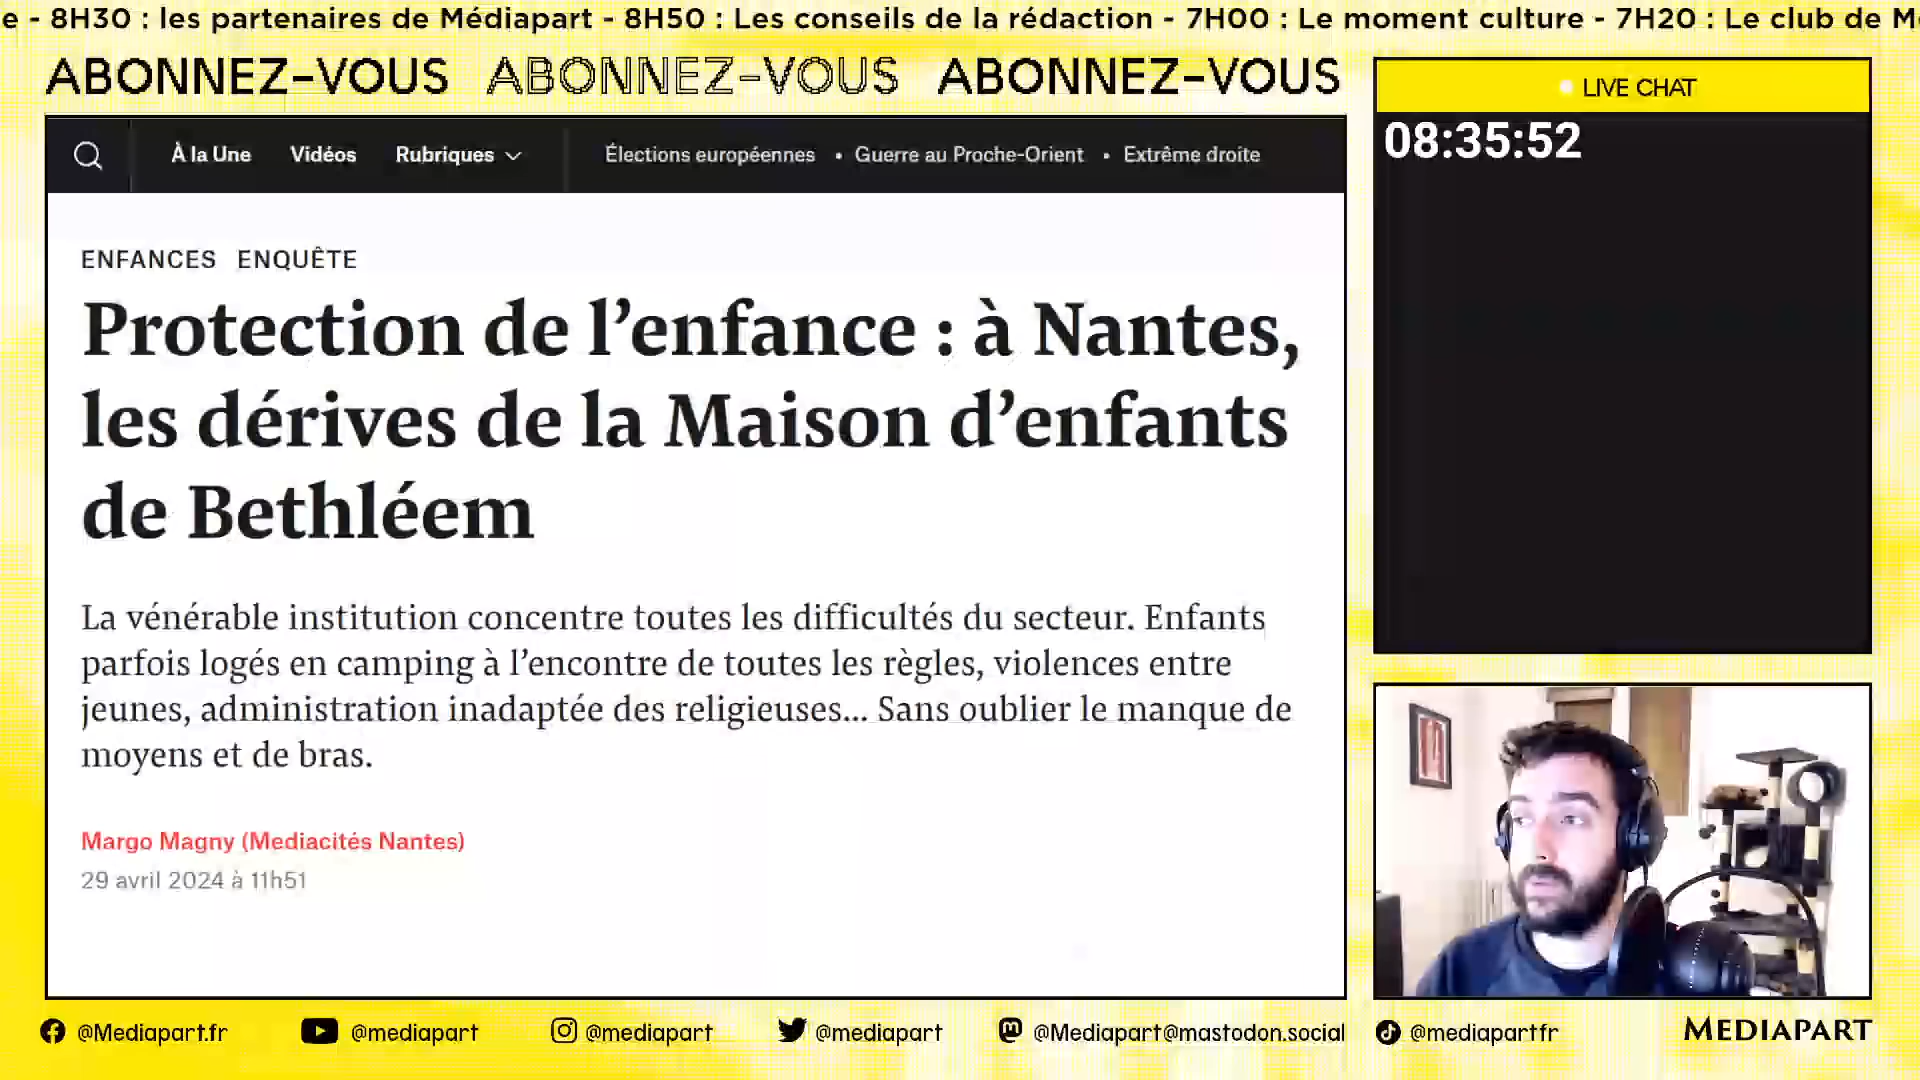 e - 8H30 : les partenaires de Médiapart - 8H50 : Les conseils de la rédaction - 7H00 : Le moment culture - 7H20 : Le club de M
ABONNEZ-VOUS ABONNEZ-VOUS ABONNEZ-VOUS
LIVE CHAT
08:35:52
À la Une Vidéos Rubriques Élections européennes • Guerre au Proche-Orient • Extrême droite
ENFANCES ENQUÊTE
Protection de l’enfance : à Nantes,
les dérives de la Maison d’enfants
de Bethléem
La vénérable institution concentre toutes les difficultés du secteur. Enfants
parfois logés en camping à l’encontre de toutes les règles, violences entre
jeunes, administration inadaptée des religieuses... Sans oublier le manque de
moyens et de bras.
Margo Magny (Mediacités Nantes)
29 avril 2024 à 11h51
@Mediapart.fr @mediapart @mediapart @mediapart @Mediapart@mastodon.social @mediapartfr MEDIAPART